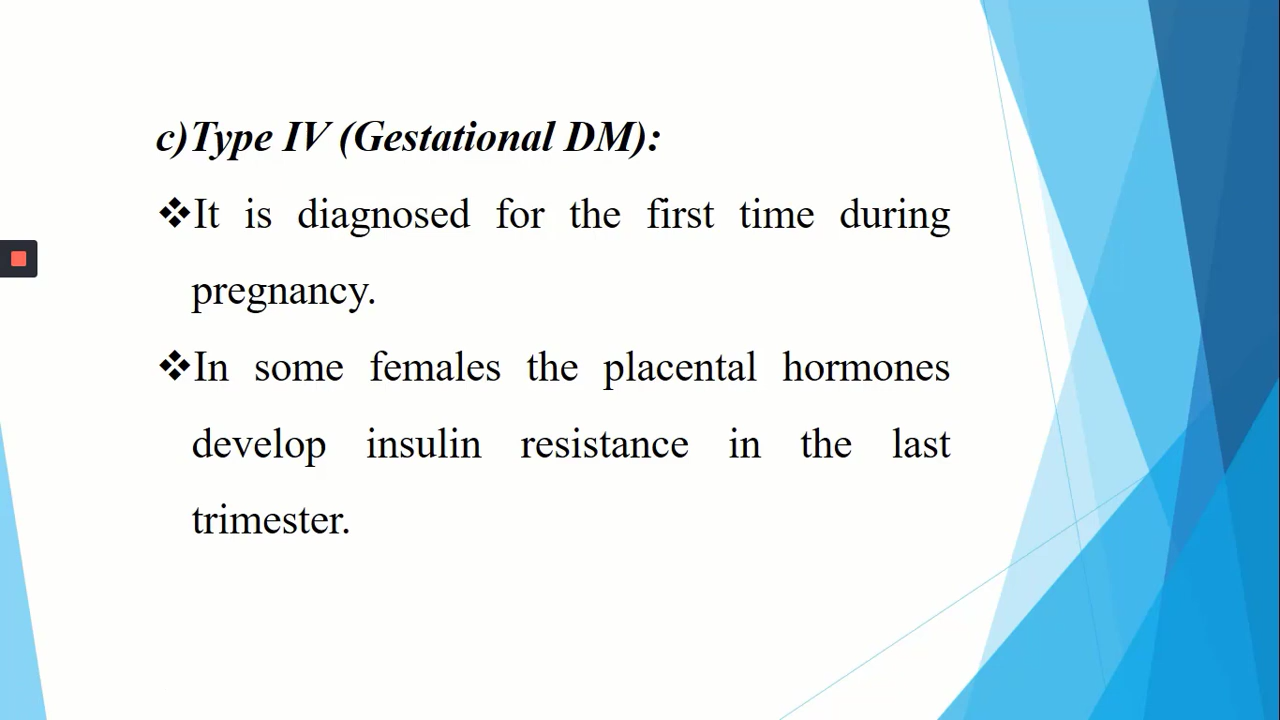 c)Type IV (Gestational DM):
❖It is diagnosed for the first time during
pregnancy.
❖In some females the placental hormones
develop insulin resistance in the last
trimester.